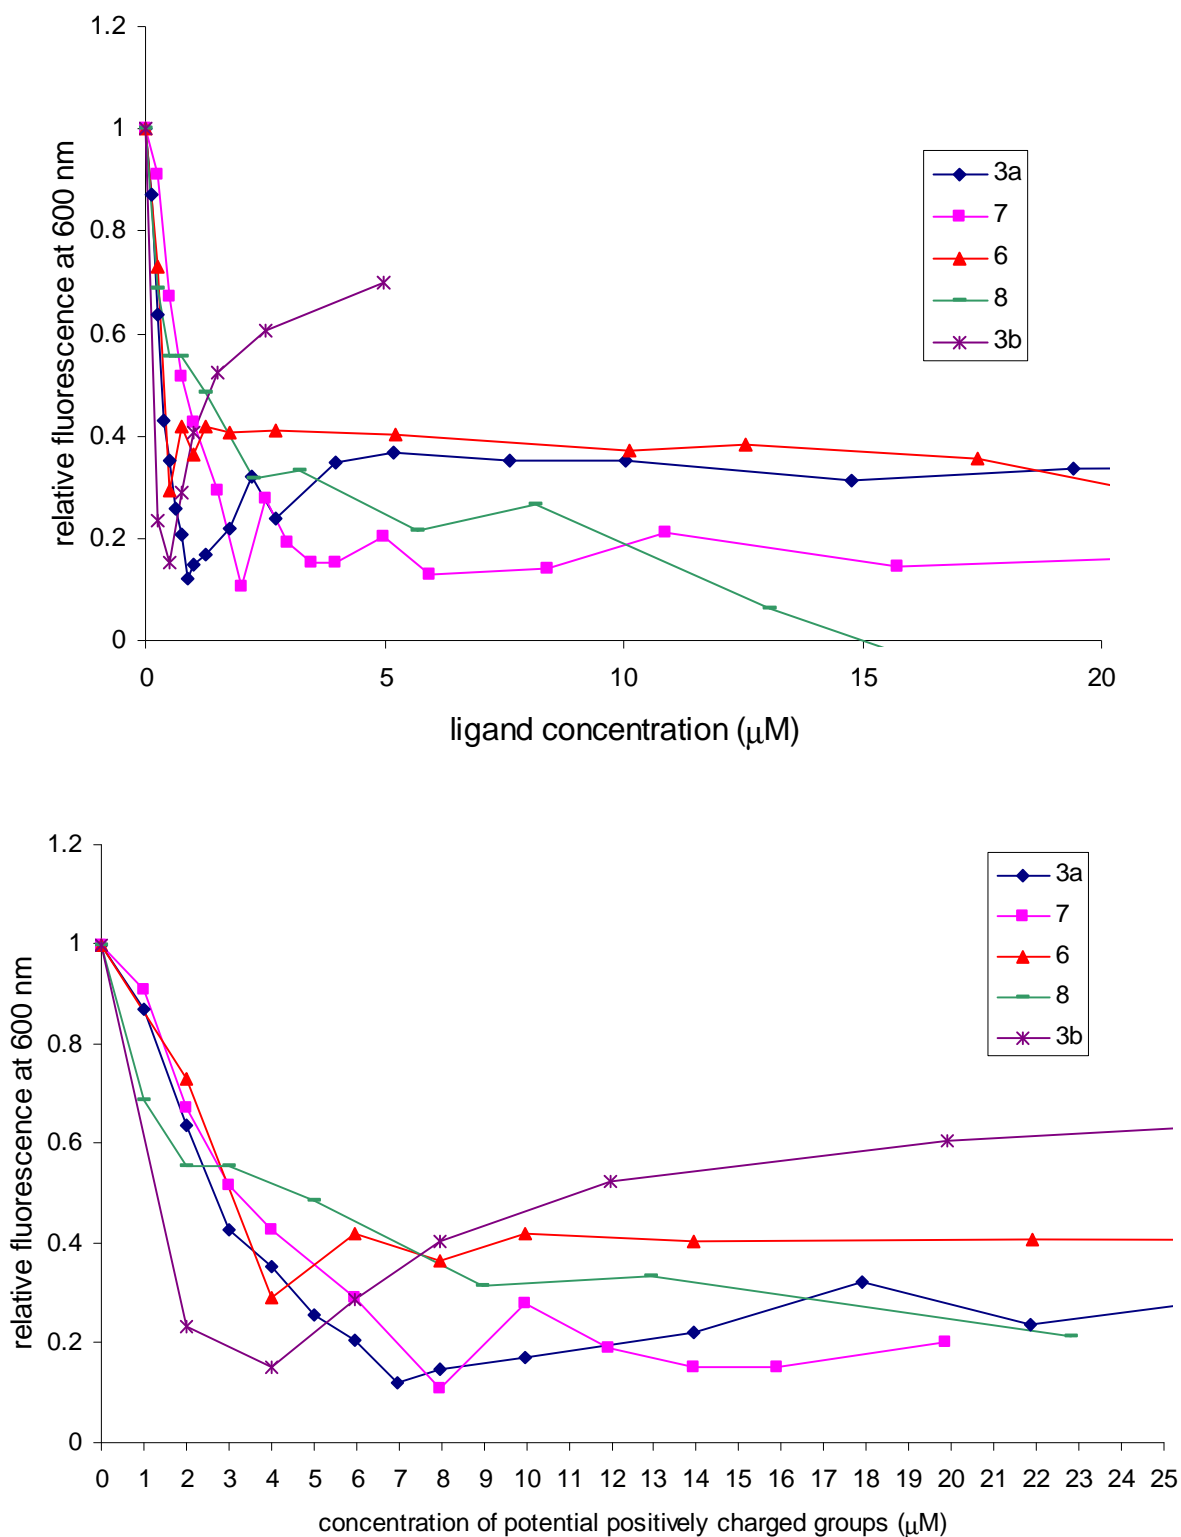 1.2
1
0.8
0.6
0.4
0.2
0
0 5 10 15 20
relative fluorescence at 600 nm
ligand concentration (μM)
3a
7
6
8
3b
1.2
1
0.8
0.6
0.4
0.2
0
0 1 2 3 4 5 6 7 8 9 10 11 12 13 14 15 16 17 18 19 20 21 22 23 24 25
relative fluorescence at 600 nm
concentration of potential positively charged groups (μM)
3a
7
6
8
3b